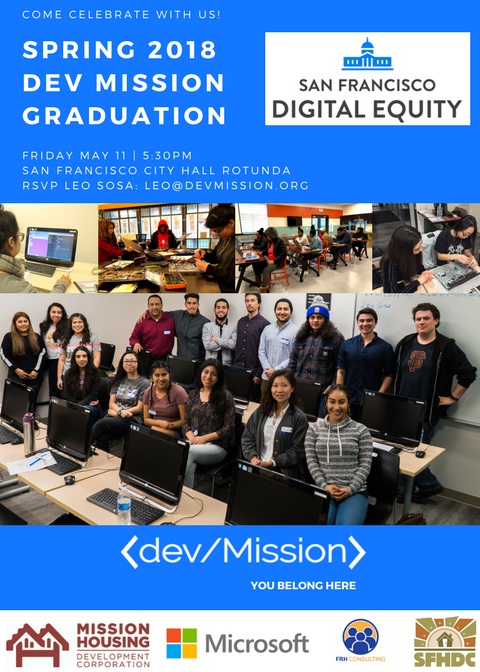 COME CELEBRATE WITH US!
SPRING 2018
DEV MISSION
GRADUATION
SAN FRANCISCO
DIGITAL EQUITY
FRIDAY MAY 11 | 5:30PM
SAN FRANCISCO CITY HALL ROTUNDA
RSVP LEO SOSA: LEO@DEVMISSION.ORG
<dev/Mission>
YOU BELONG HERE
MISSION
HOUSING
DEVELOPMENT
CORPORATION
Microsoft
FRH CONSULTING
SFHDC